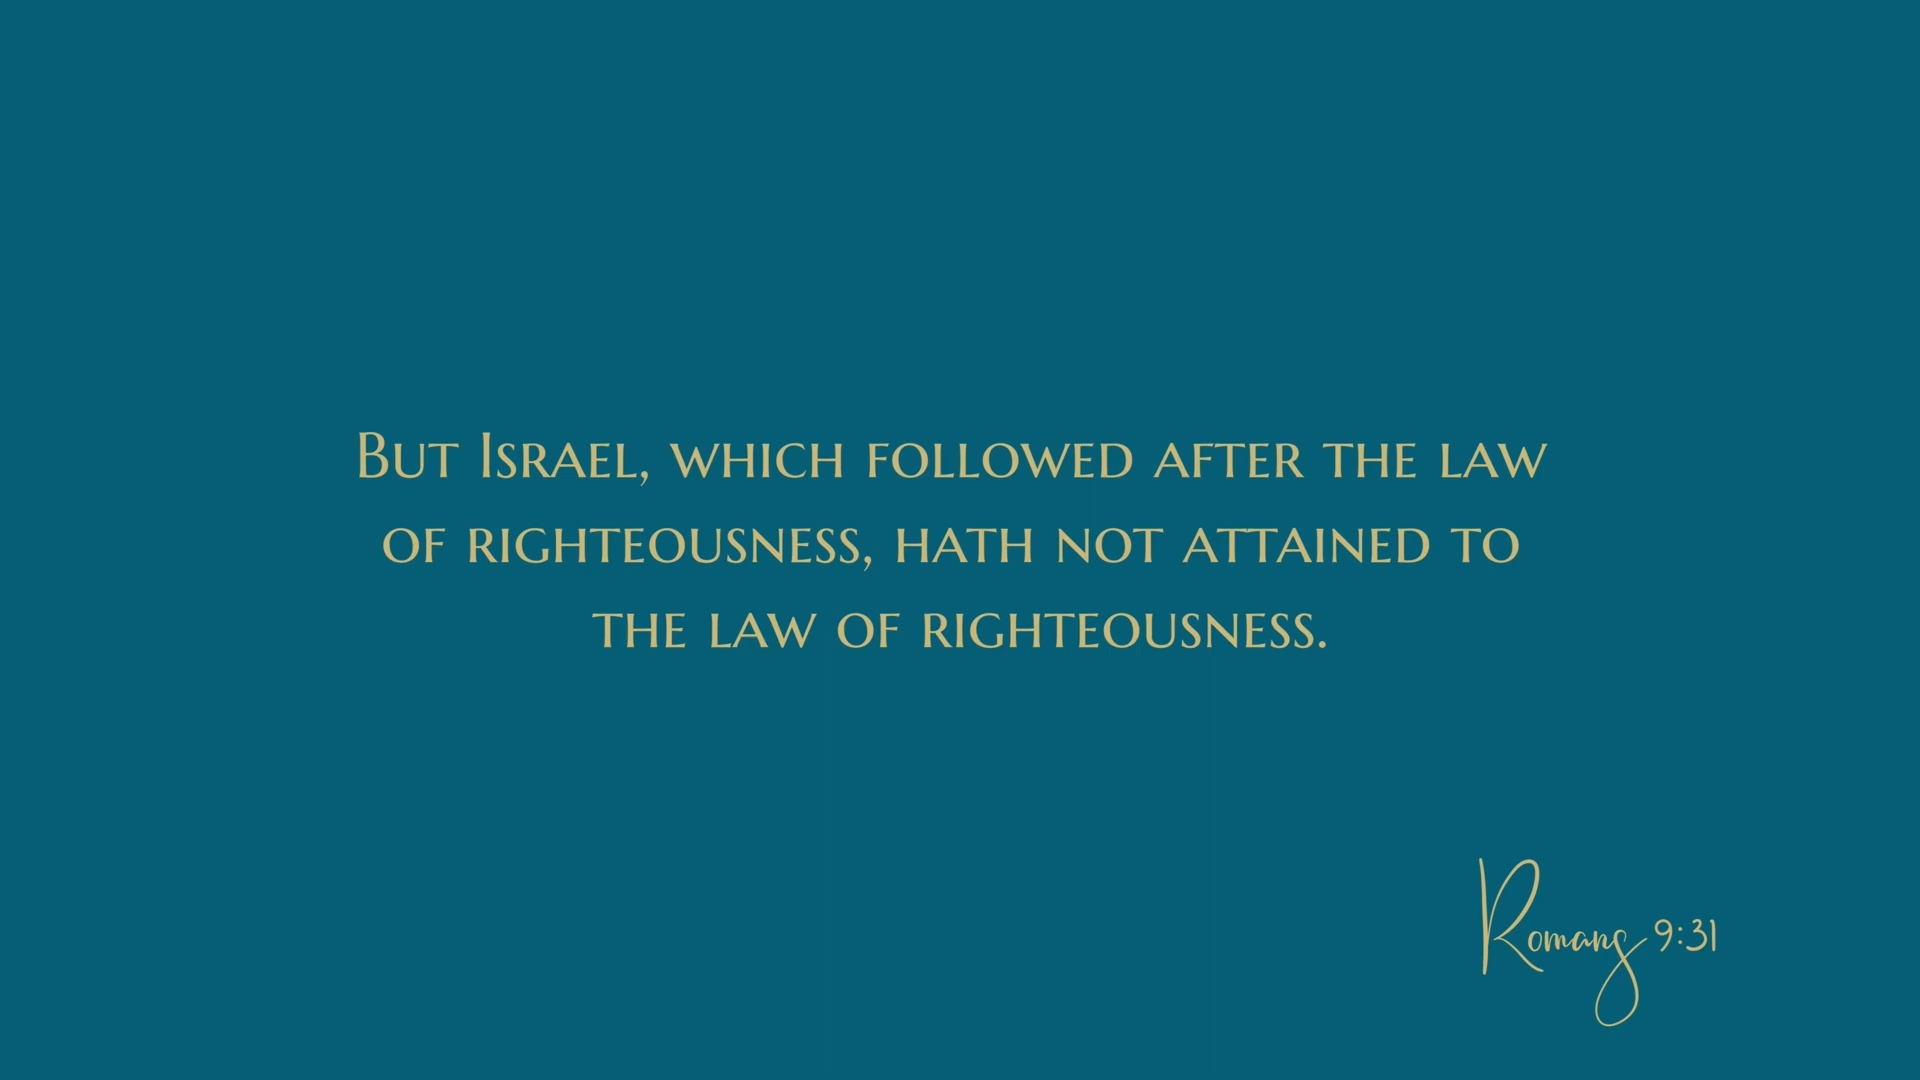 But Israel, which followed after the law
of righteousness, hath not attained to
the law of righteousness.
Romans 9:31